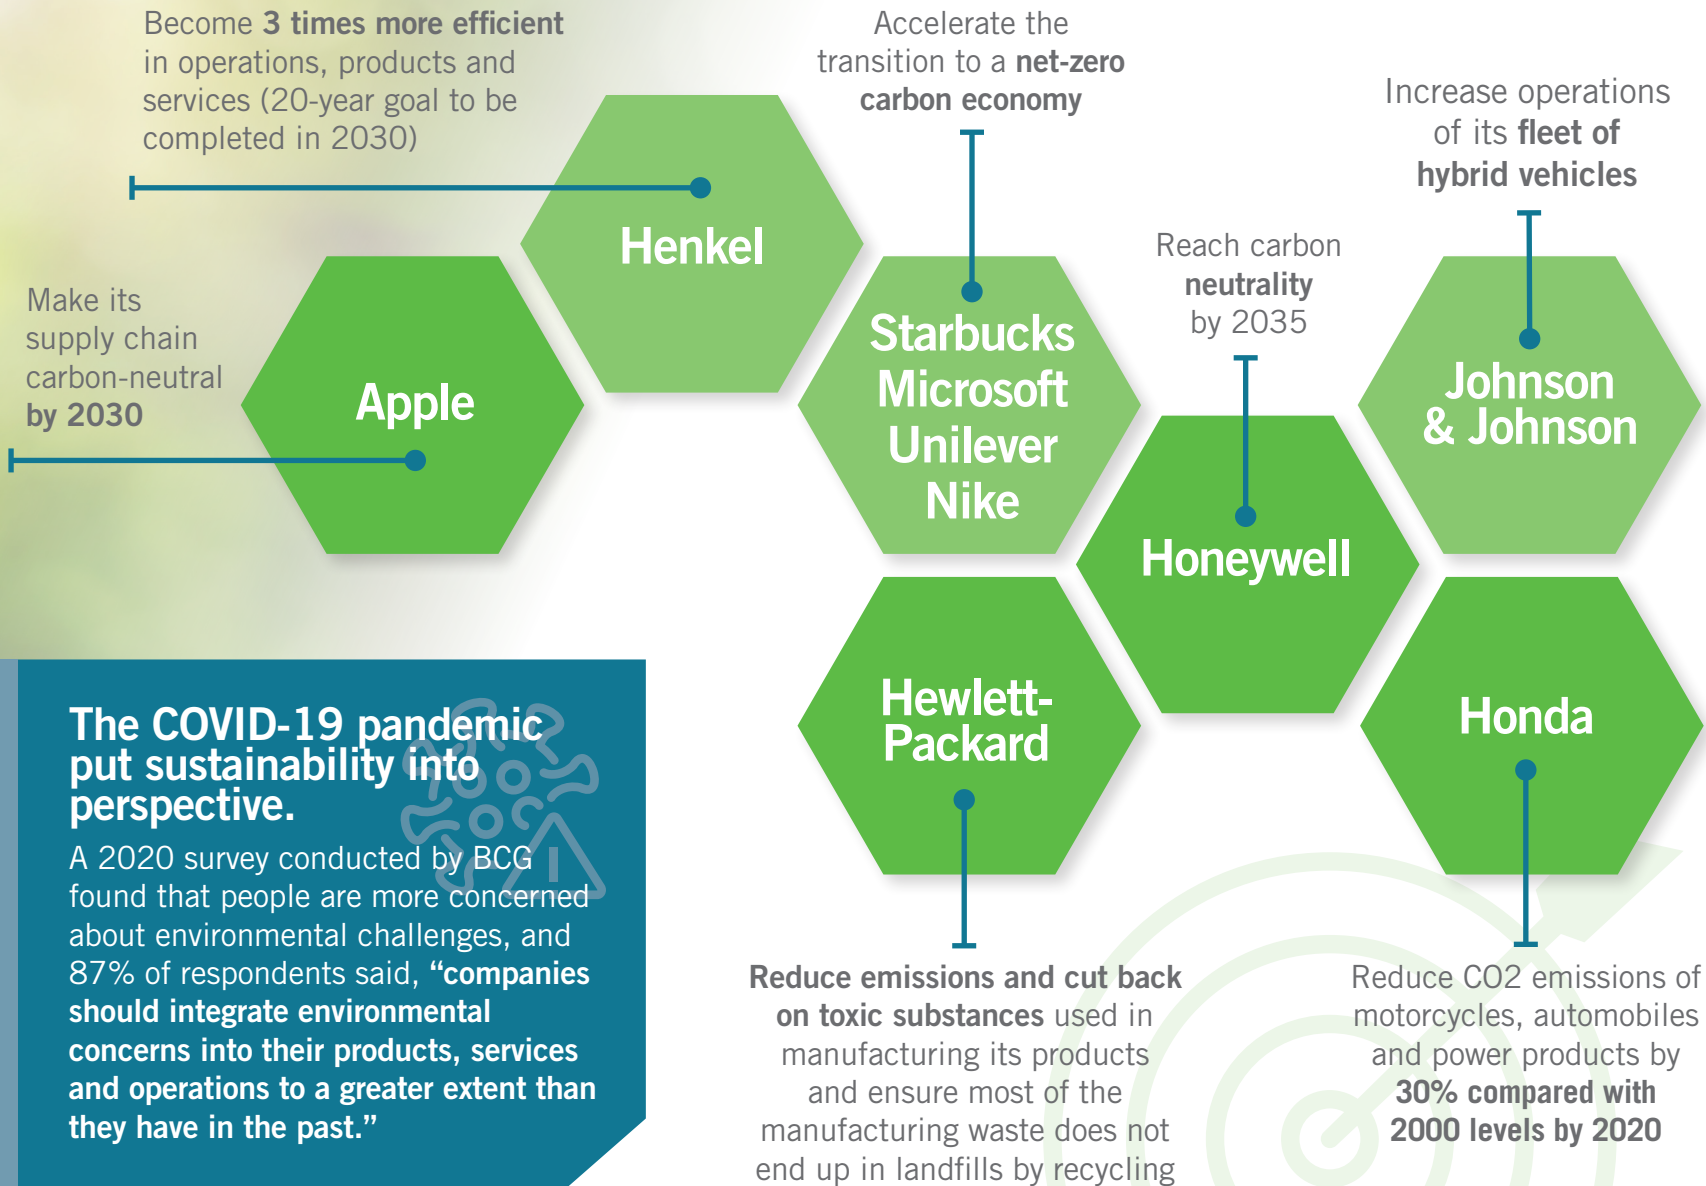 Become 3 times more efficient
in operations, products and
services (20-year goal to be
completed in 2030)
Henkel
Make its
supply chain
carbon-neutral
by 2030
Apple
Accelerate the
transition to a net-zero
carbon economy
Starbucks
Microsoft
Unilever
Nike
Reach carbon
neutrality
by 2035
Honeywell
Increase operations
of its fleet of
hybrid vehicles
Johnson
& Johnson
Hewlett-
Packard
Reduce emissions and cut back
on toxic substances used in
manufacturing its products
and ensure most of the
manufacturing waste does not
end up in landfills by recycling
Honda
Reduce CO2 emissions of
motorcycles, automobiles
and power products by
30% compared with
2000 levels by 2020
The COVID-19 pandemic
put sustainability into
perspective.
A 2020 survey conducted by BCG
found that people are more concerned
about environmental challenges, and
87% of respondents said, “companies
should integrate environmental
concerns into their products, services
and operations to a greater extent than
they have in the past.”